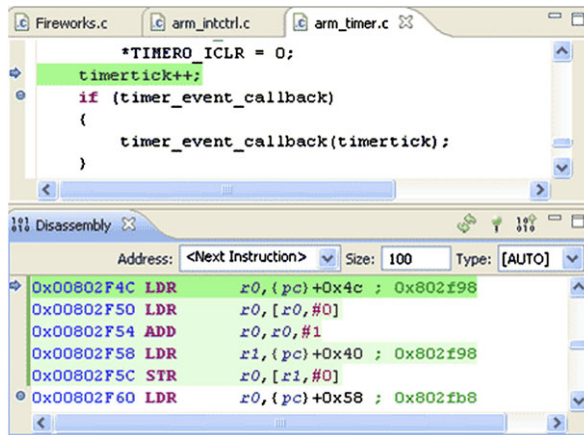 Fireworks.c arm_intctrl.c arm_timer.c
*TIMER0_ICLR = 0;
timertick++;
if (timer_event_callback)
{
timer_event_callback(timertick);
}
Disassembly
Address: <Next Instruction> Size: 100 Type: [AUTO]
0x00802F4C LDR r0,{pc}+0x4c ; 0x802f98
0x00802F50 LDR r0,[r0,#0]
0x00802F54 ADD r0,r0,#1
0x00802F58 LDR r1,{pc}+0x40 ; 0x802f98
0x00802F5C STR r0,[r1,#0]
0x00802F60 LDR r0,{pc}+0x58 ; 0x802fb8